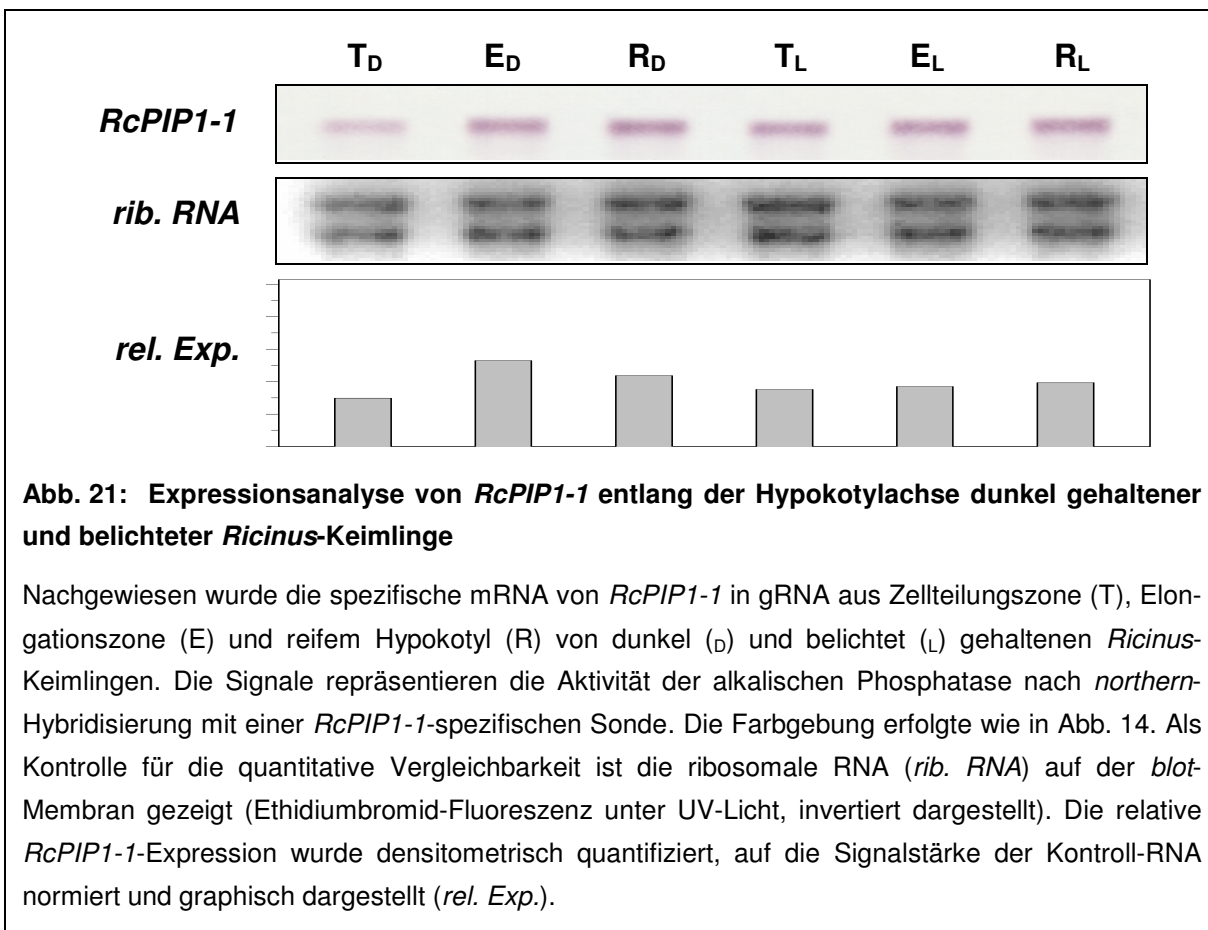 T_D E_D R_D T_L E_L R_L
RcPIP1-1
rib. RNA
rel. Exp.
Abb. 21: Expressionsanalyse von RcPIP1-1 entlang der Hypokotylachse dunkel gehaltener
und belichteter Ricinus-Keimlinge
Nachgewiesen wurde die spezifische mRNA von RcPIP1-1 in gRNA aus Zellteilungszone (T), Elon-
gationszone (E) und reifem Hypokotyl (R) von dunkel (D) und belichtet (L) gehaltenen Ricinus-
Keimlingen. Die Signale repräsentieren die Aktivität der alkalischen Phosphatase nach northern-
Hybridisierung mit einer RcPIP1-1-spezifischen Sonde. Die Farbgebung erfolgte wie in Abb. 14. Als
Kontrolle für die quantitative Vergleichbarkeit ist die ribosomale RNA (rib. RNA) auf der blot-
Membran gezeigt (Ethidiumbromid-Fluoreszenz unter UV-Licht, invertiert dargestellt). Die relative
RcPIP1-1-Expression wurde densitometrisch quantifiziert, auf die Signalstärke der Kontroll-RNA
normiert und graphisch dargestellt (rel. Exp.).